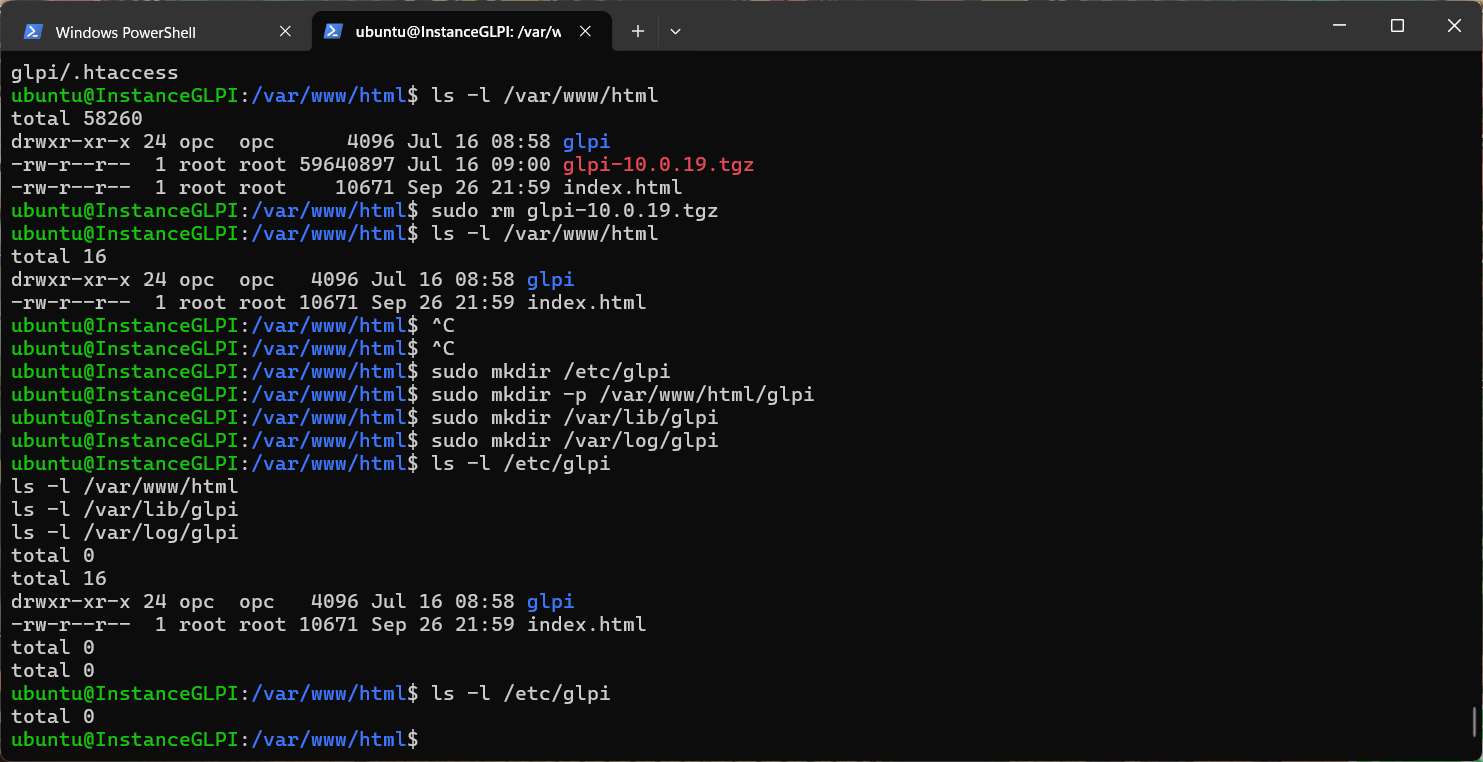 Windows PowerShell
ubuntu@InstanceGLPI: /var/w
glpi/.htaccess
ubuntu@InstanceGLPI:/var/www/html$ ls -l /var/www/html
total 58260
drwxr-xr-x 24 opc  opc      4096 Jul 16 08:58 glpi
-rw-r--r--  1 root root 59640897 Jul 16 09:00 glpi-10.0.19.tgz
-rw-r--r--  1 root root    10671 Sep 26 21:59 index.html
ubuntu@InstanceGLPI:/var/www/html$ sudo rm glpi-10.0.19.tgz
ubuntu@InstanceGLPI:/var/www/html$ ls -l /var/www/html
total 16
drwxr-xr-x 24 opc  opc   4096 Jul 16 08:58 glpi
-rw-r--r--  1 root root 10671 Sep 26 21:59 index.html
ubuntu@InstanceGLPI:/var/www/html$ ^C
ubuntu@InstanceGLPI:/var/www/html$ ^C
ubuntu@InstanceGLPI:/var/www/html$ sudo mkdir /etc/glpi
ubuntu@InstanceGLPI:/var/www/html$ sudo mkdir -p /var/www/html/glpi
ubuntu@InstanceGLPI:/var/www/html$ sudo mkdir /var/lib/glpi
ubuntu@InstanceGLPI:/var/www/html$ sudo mkdir /var/log/glpi
ubuntu@InstanceGLPI:/var/www/html$ ls -l /etc/glpi
ls -l /var/www/html
ls -l /var/lib/glpi
ls -l /var/log/glpi
total 0
total 16
drwxr-xr-x 24 opc  opc   4096 Jul 16 08:58 glpi
-rw-r--r--  1 root root 10671 Sep 26 21:59 index.html
total 0
total 0
ubuntu@InstanceGLPI:/var/www/html$ ls -l /etc/glpi
total 0
ubuntu@InstanceGLPI:/var/www/html$